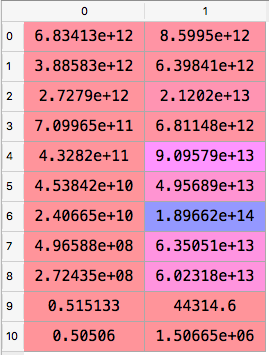 0 1
0 6.83413e+12 8.5995e+12
1 3.88583e+12 6.39841e+12
2 2.7279e+12 2.1202e+13
3 7.09965e+11 6.81148e+12
4 4.3282e+11 9.09579e+13
5 4.53842e+10 4.95689e+13
6 2.40665e+10 1.89662e+14
7 4.96588e+08 6.35051e+13
8 2.72435e+08 6.02318e+13
9 0.515133 44314.6
10 0.50506 1.50665e+06